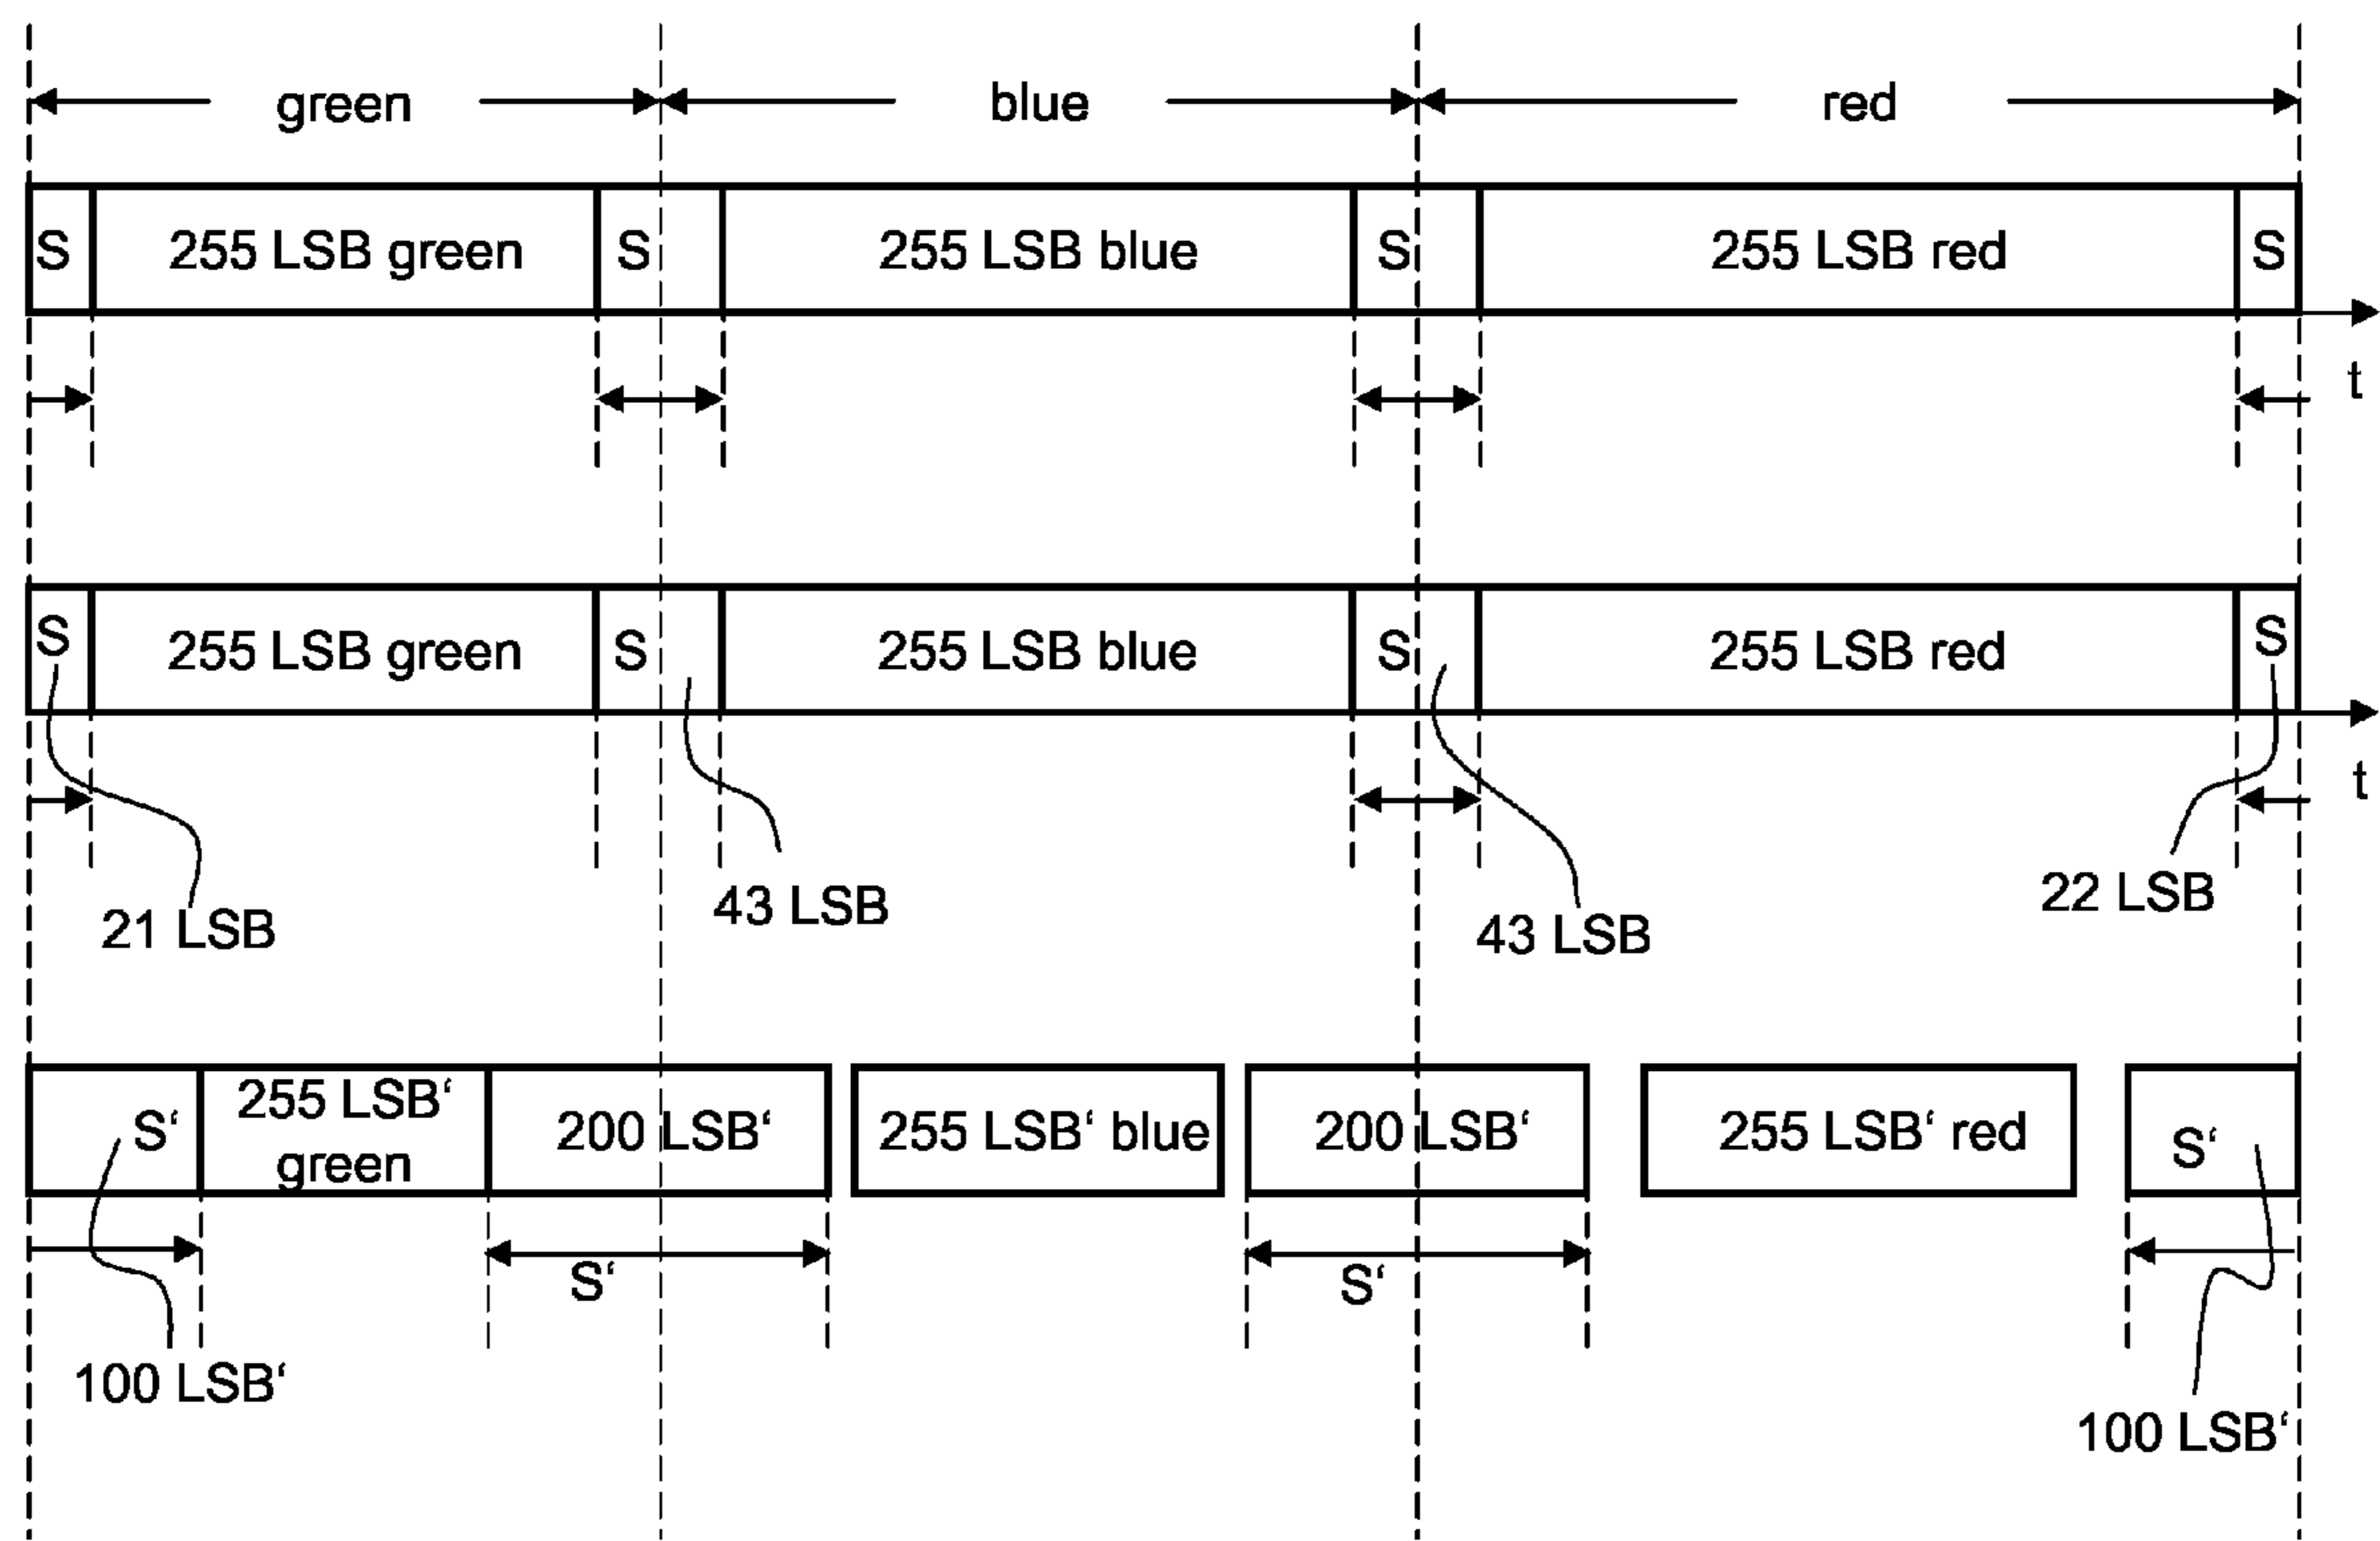 green blue red
S 255 LSB green S 255 LSB blue S 255 LSB red S
t
S 255 LSB green S 255 LSB blue S 255 LSB red S
t
21 LSB 43 LSB 43 LSB 22 LSB
S‘ 255 LSB‘ green 200 LSB‘ 255 LSB‘ blue 200 LSB‘ 255 LSB‘ red S‘
S‘ S‘
100 LSB‘ 100 LSB‘